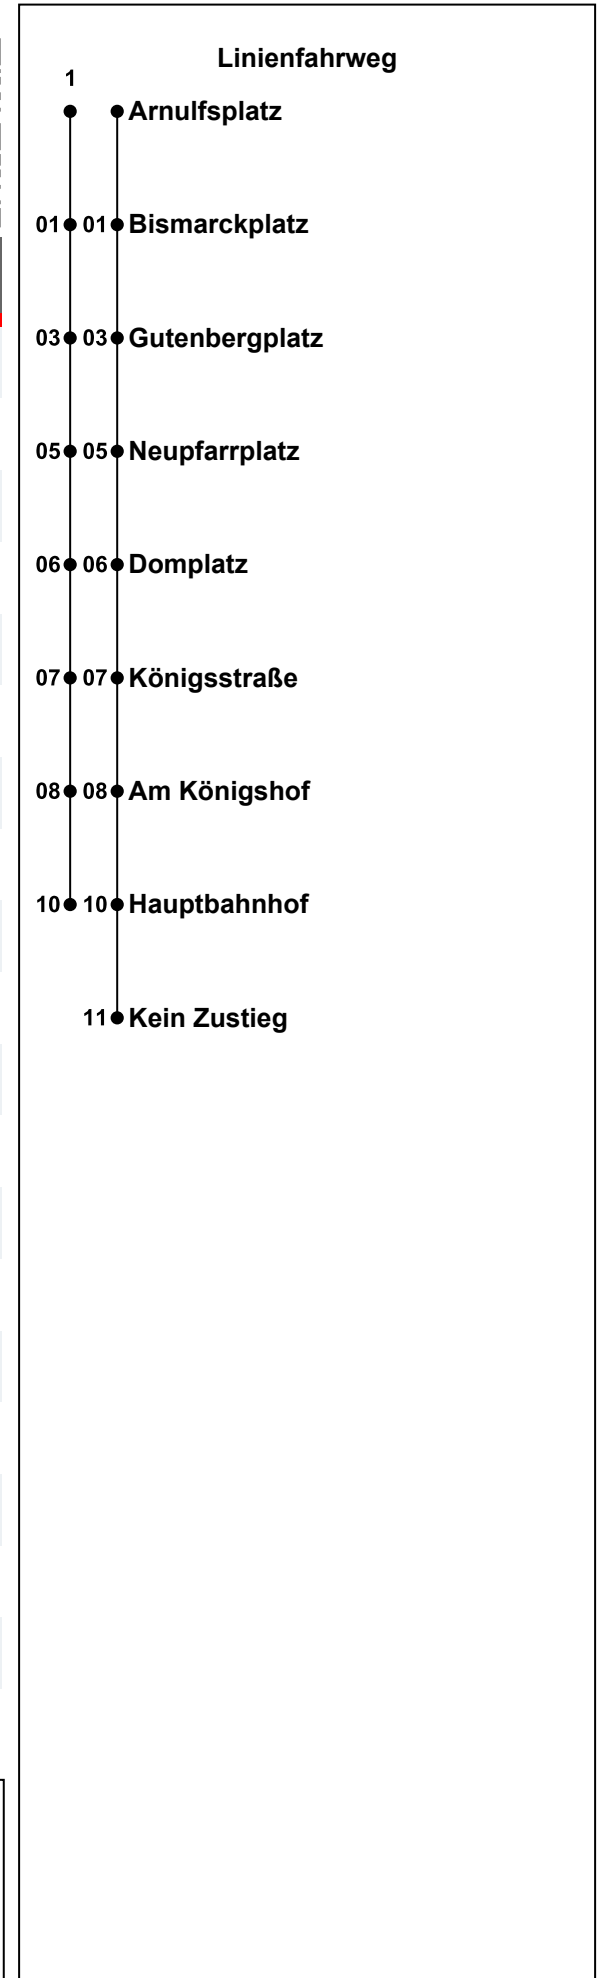 Linienfahrweg
1
Arnulfsplatz
01 01 Bismarckplatz
03 03 Gutenbergplatz
05 05 Neupfarrplatz
06 06 Domplatz
07 07 Königsstraße
08 08 Am Königshof
10 10 Hauptbahnhof
11 Kein Zustieg